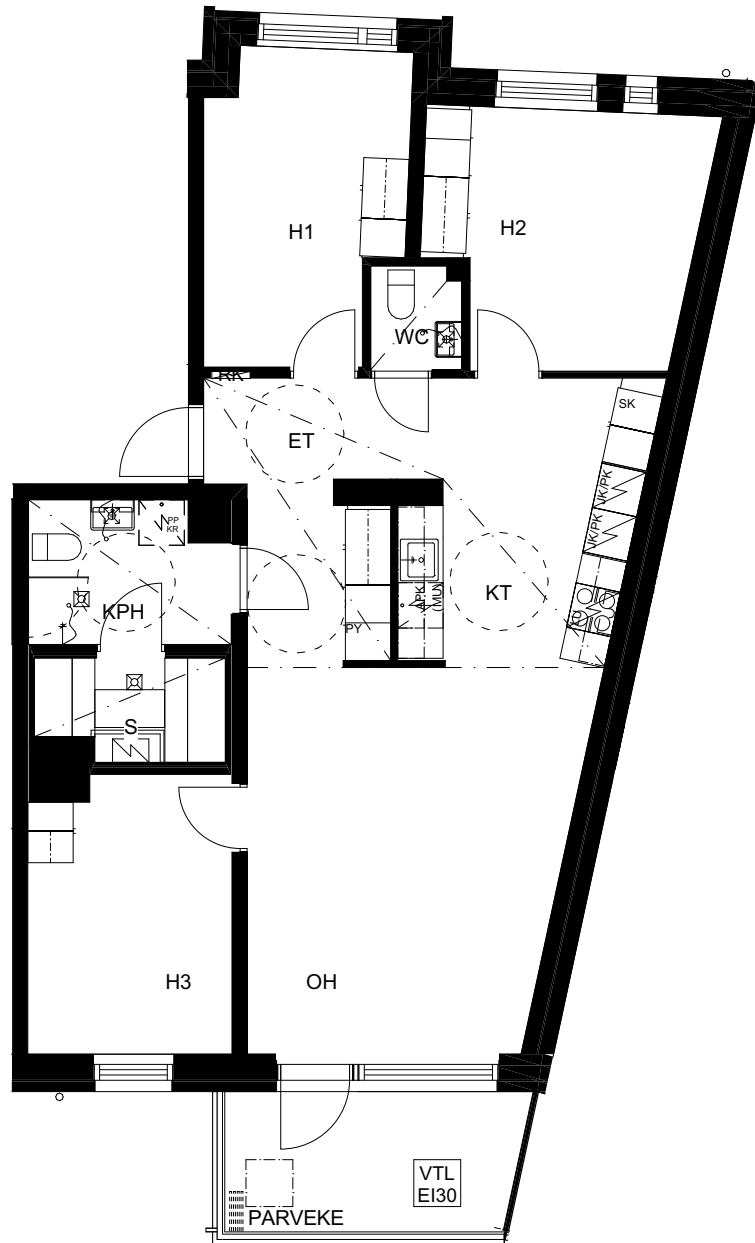 H1
H2
WC
RK
ET
SK
JK/PK
JK/PK
PP
KR
KPH
APK
(MU)
KT
PY
S
H3
OH
VTL
EI30
PARVEKE